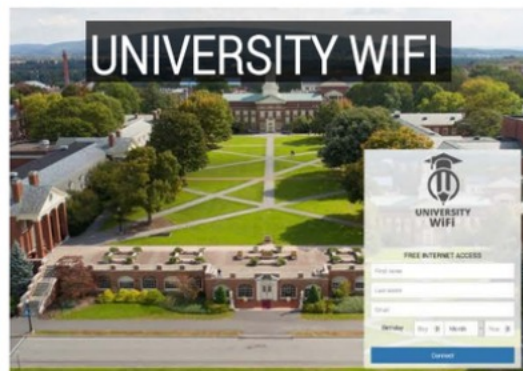 UNIVERSITY WIFI
UNIVERSITY
WiFi
FREE INTERNET ACCESS
First name
Last name
Email
Birthday Day Month Year
Connect